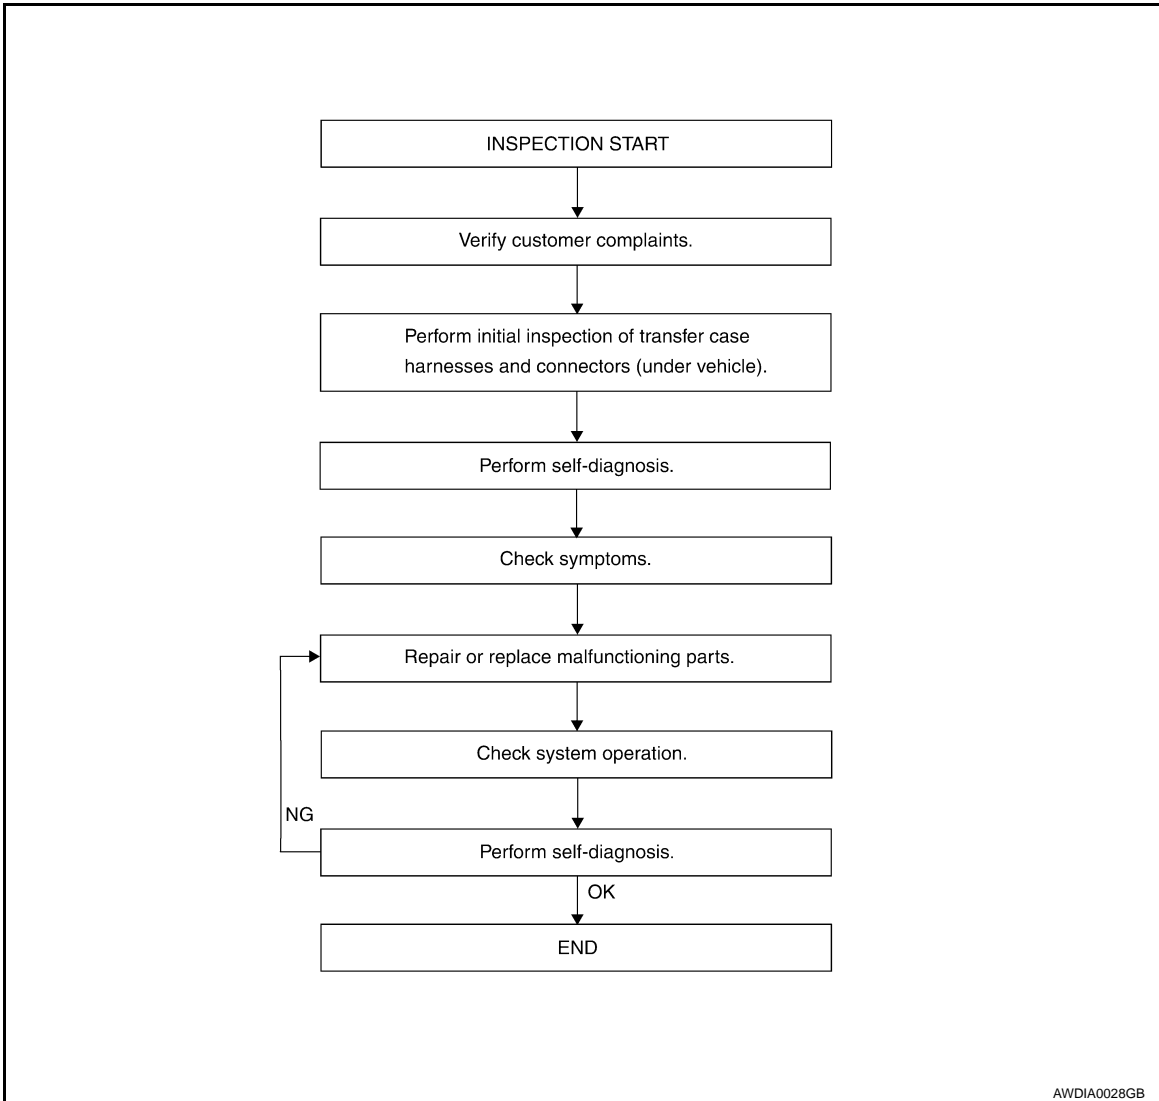 INSPECTION START
Verify customer complaints.
Perform initial inspection of transfer case
harnesses and connectors (under vehicle).
Perform self-diagnosis.
Check symptoms.
Repair or replace malfunctioning parts.
Check system operation.
NG
Perform self-diagnosis.
OK
END
AWDIA0028GB